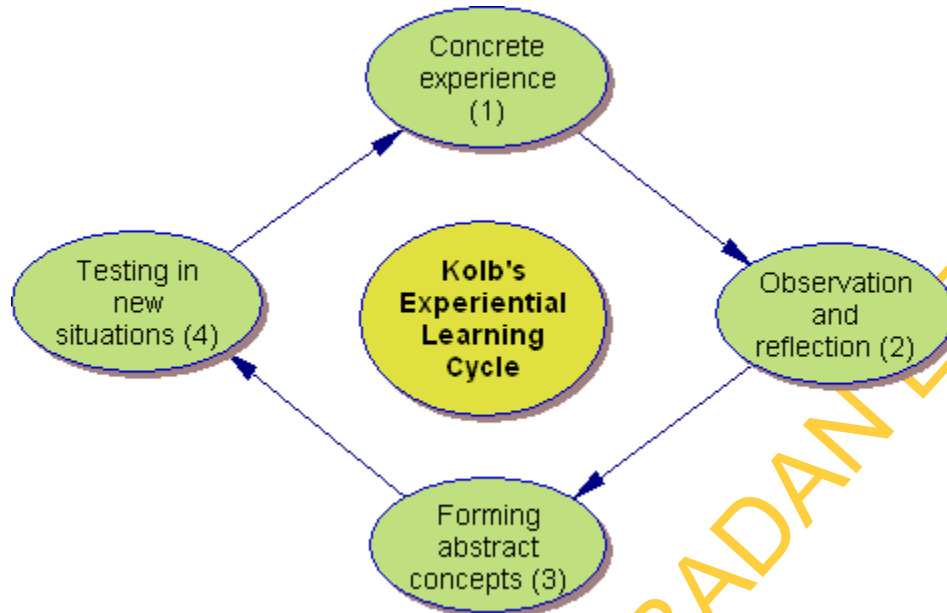 Concrete
experience
(1)
Testing in
new
situations (4)
Kolb's
Experiential
Learning
Cycle
Observation
and
reflection (2)
Forming
abstract
concepts (3)
RADAN